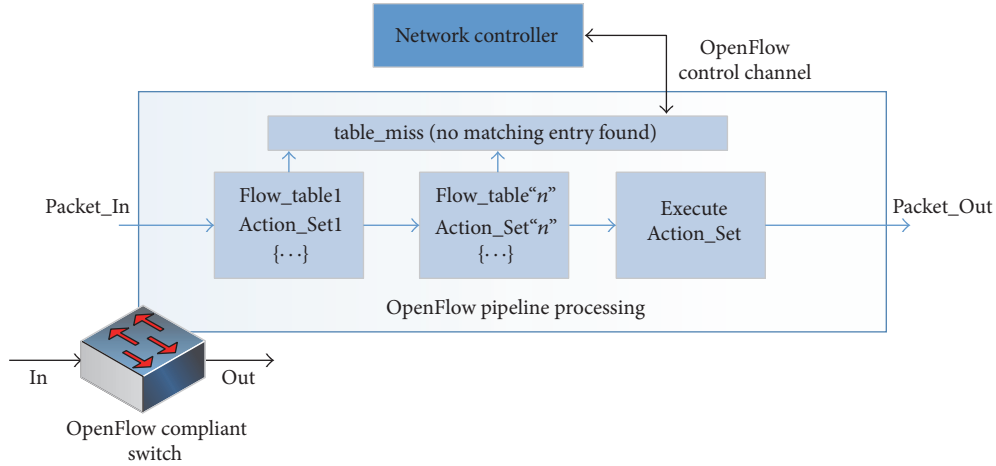 Network controller
OpenFlow
control channel
table_miss (no matching entry found)
Packet_In
Flow_table1
Action_Set1
{···}
Flow_table“n”
Action_Set“n”
{···}
Execute
Action_Set
Packet_Out
OpenFlow pipeline processing
In
Out
OpenFlow compliant
switch